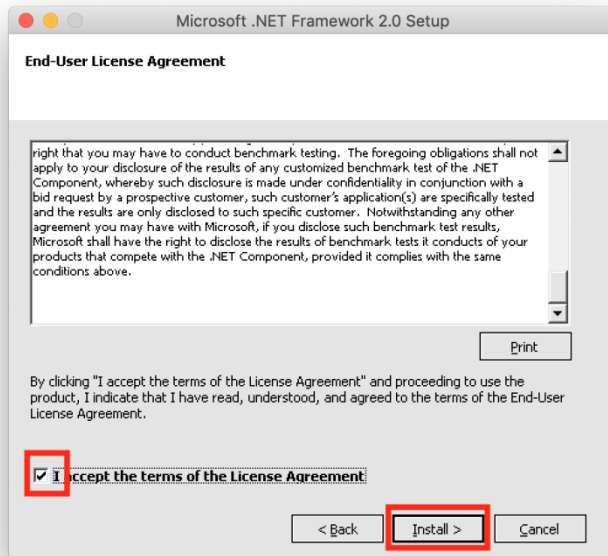 Microsoft .NET Framework 2.0 Setup
End-User License Agreement
right that you may have to conduct benchmark testing. The foregoing obligations shall not
apply to your disclosure of the results of any customized benchmark test of the .NET
Component, whereby such disclosure is made under confidentiality in conjunction with a
bid request by a prospective customer, such customer's application(s) are specifically tested
and the results are only disclosed to such specific customer. Notwithstanding any other
agreement you may have with Microsoft, if you disclose such benchmark test results,
Microsoft shall have the right to disclose the results of benchmark tests it conducts of your
products that compete with the .NET Component, provided it complies with the same
conditions above.
Print
By clicking "I accept the terms of the License Agreement" and proceeding to use the
product, I indicate that I have read, understood, and agreed to the terms of the End-User
License Agreement.
I accept the terms of the License Agreement
< Back Install > Cancel